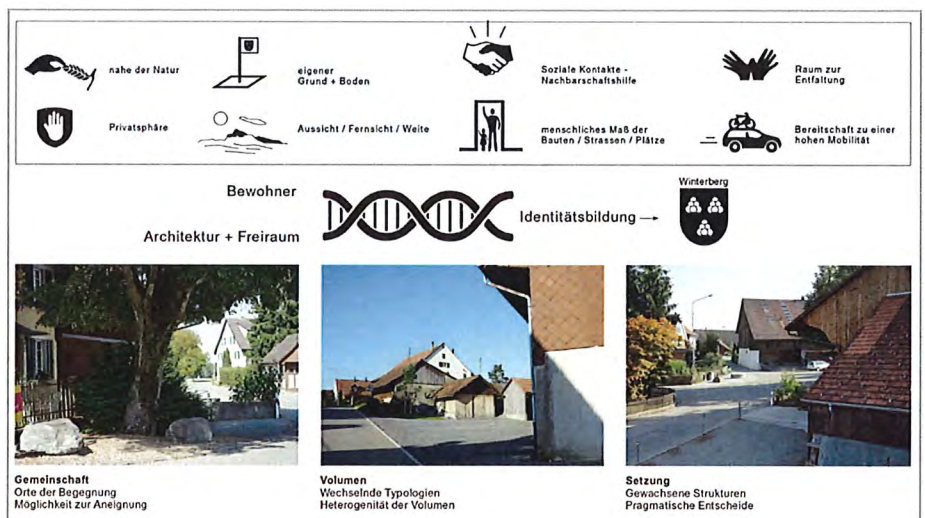 nahe der Natur
eigener
Grund + Boden
Soziale Kontakte -
Nachbarschaftshilfe
Raum zur
Entfaltung
Privatsphäre
Aussicht / Fernsicht / Weite
menschliches Maß der
Bauten / Strassen / Plätze
Bereitschaft zu einer
hohen Mobilität
Bewohner
Architektur + Freiraum
Identitätsbildung
Winterberg
Gemeinschaft
Orte der Begegnung
Möglichkeit zur Aneignung
Volumen
Wechselnde Typologien
Heterogenität der Volumen
Setzung
Gewachsene Strukturen
Pragmatische Entscheide